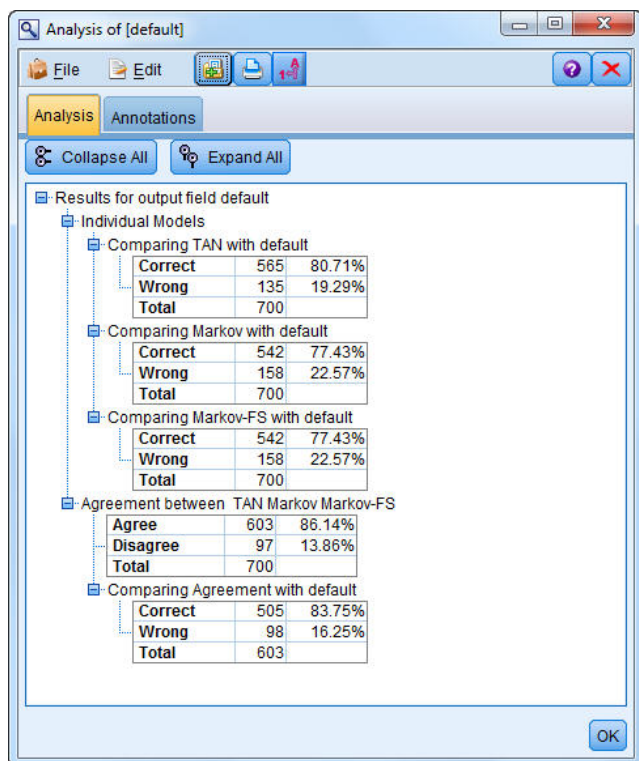 Analysis of [default]
File Edit
Analysis Annotations
Collapse All Expand All
Results for output field default
Individual Models
Comparing TAN with default
Correct 565 80.71%
Wrong 135 19.29%
Total 700
Comparing Markov with default
Correct 542 77.43%
Wrong 158 22.57%
Total 700
Comparing Markov-FS with default
Correct 542 77.43%
Wrong 158 22.57%
Total 700
Agreement between TAN Markov Markov-FS
Agree 603 86.14%
Disagree 97 13.86%
Total 700
Comparing Agreement with default
Correct 505 83.75%
Wrong 98 16.25%
Total 603
OK